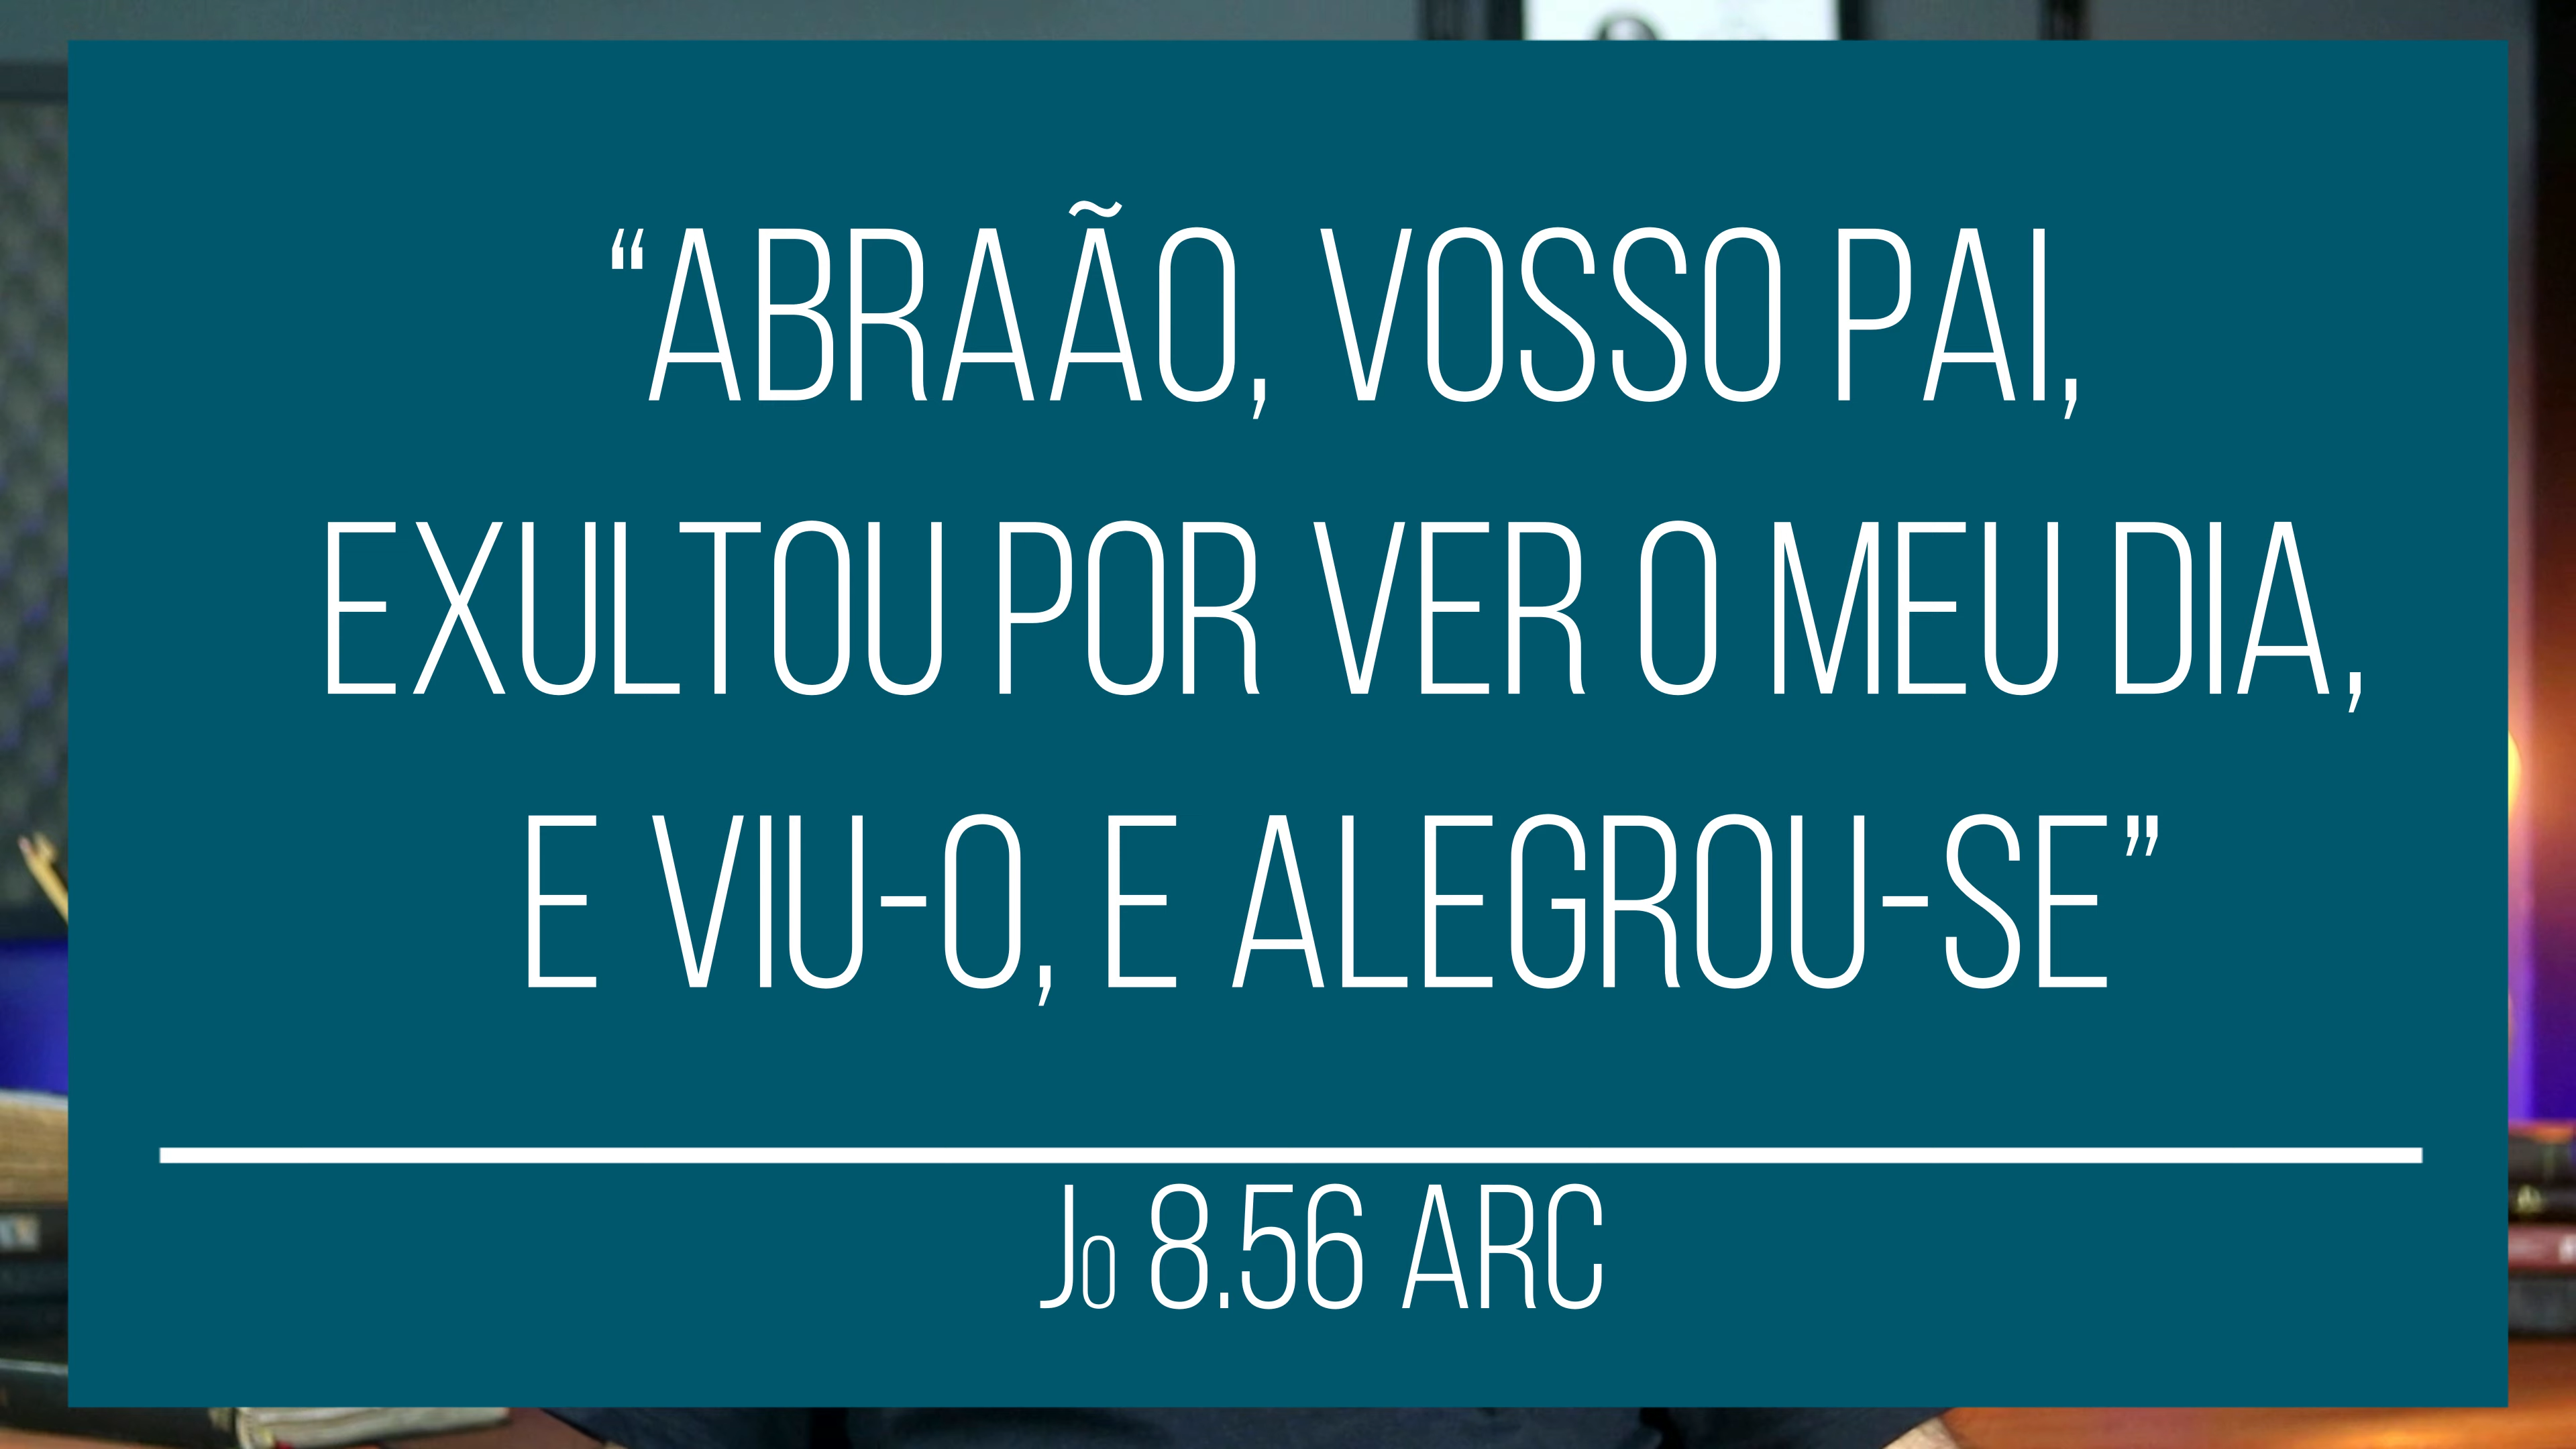 “ABRAÃO, VOSSO PAI,
EXULTOU POR VER O MEU DIA,
E VIU-O, E ALEGROU-SE”
Jo 8.56 ARC